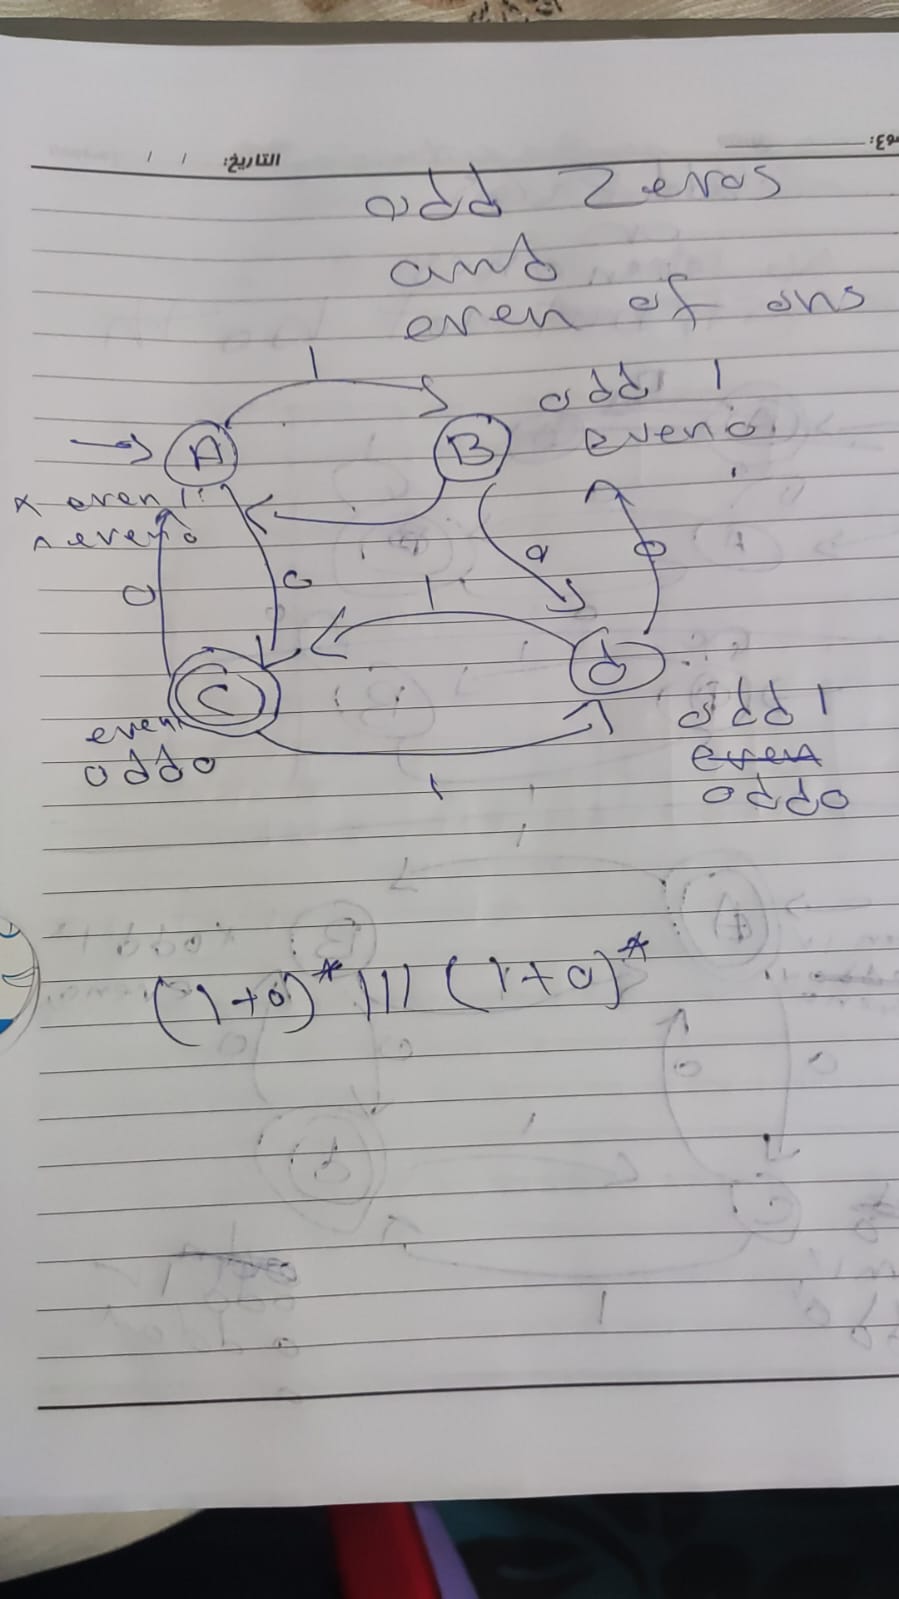 التاريخ: / /
odd Zeros
and
even of ons
1
odd 1
even 0
A
B
x even 1
n even 0
0
0
0
0
1
C
d
even 1
odd 0
odd 1
even
odd 0
1
(1+0)* 111 (1+0)*